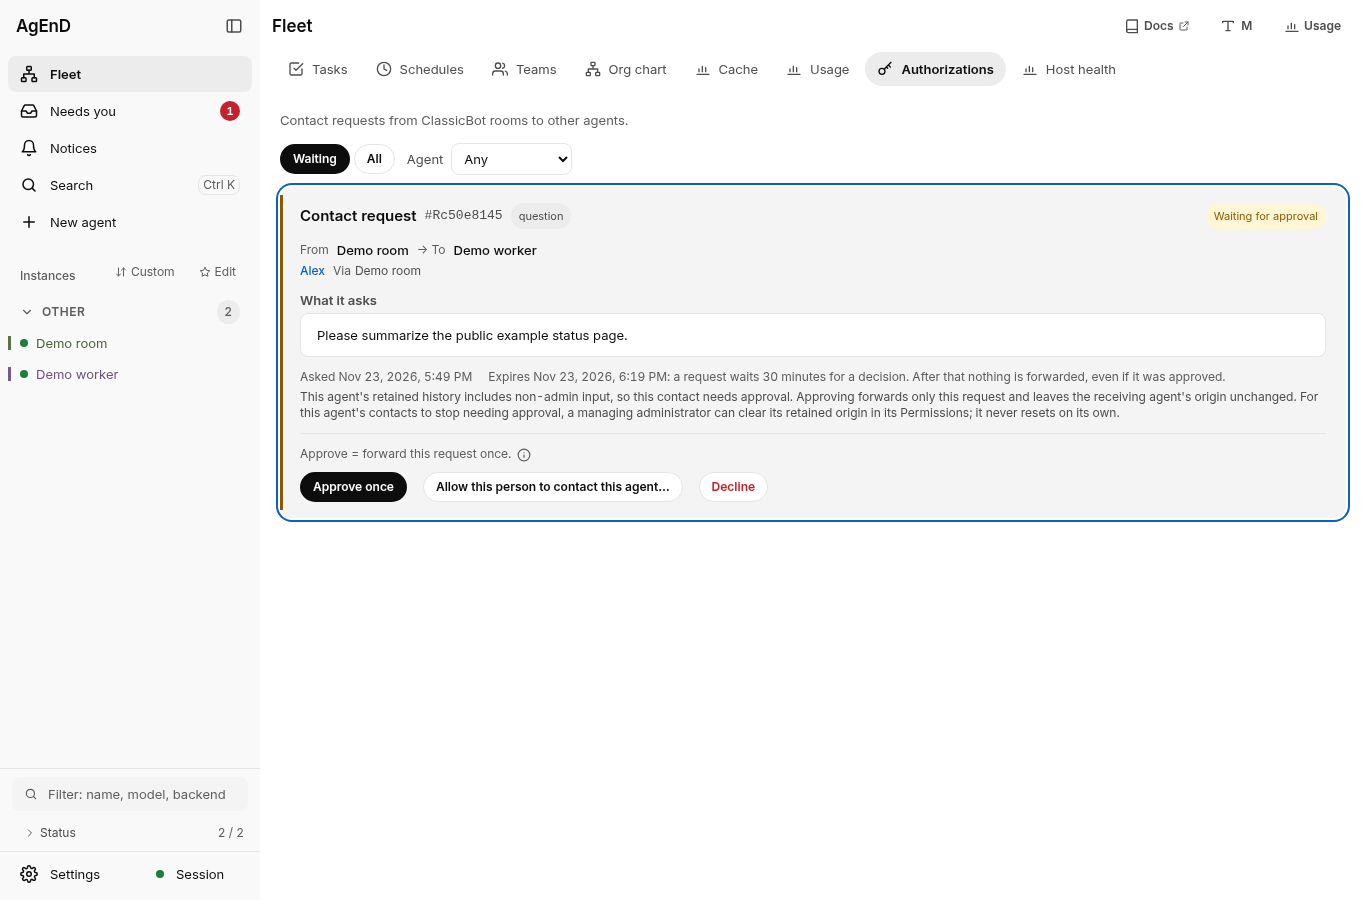 AgEnD
Fleet
Needs you
1
Notices
Search
Ctrl K
New agent
Instances
Custom
Edit
OTHER
2
Demo room
Demo worker
Filter: name, model, backend
Status
2 / 2
Settings
Session
Fleet
Docs
M
Usage
Tasks
Schedules
Teams
Org chart
Cache
Usage
Authorizations
Host health
Contact requests from ClassicBot rooms to other agents.
Waiting
All
Agent
Any
Contact request #Rc50e8145 question
Waiting for approval
From Demo room → To Demo worker
Alex Via Demo room
What it asks
Please summarize the public example status page.
Asked Nov 23, 2026, 5:49 PM Expires Nov 23, 2026, 6:19 PM: a request waits 30 minutes for a decision. After that nothing is forwarded, even if it was approved.
This agent's retained history includes non-admin input, so this contact needs approval. Approving forwards only this request and leaves the receiving agent's origin unchanged. For
this agent's contacts to stop needing approval, a managing administrator can clear its retained origin in its Permissions; it never resets on its own.
Approve = forward this request once.
Approve once
Allow this person to contact this agent...
Decline